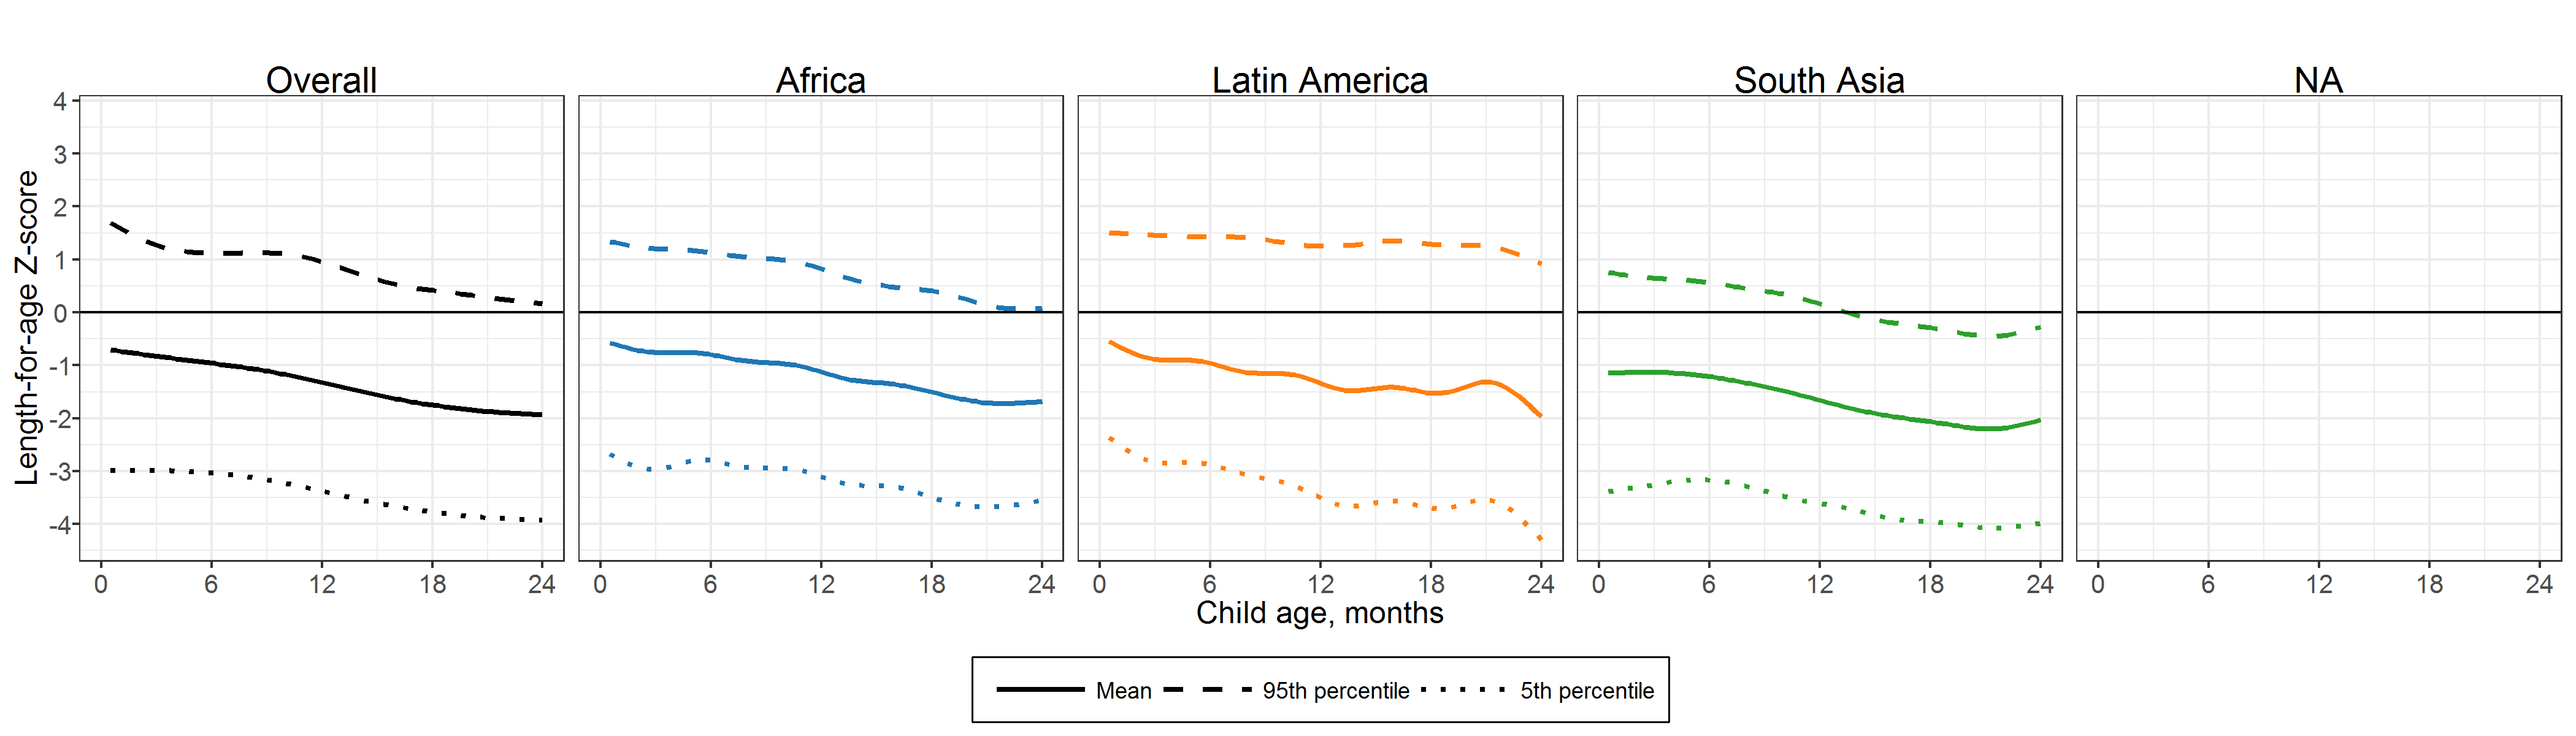 Overall Africa Latin America South Asia NA
Length-for-age Z-score
4
3
2
1
0
-1
-2
-3
-4
0 6 12 18 24 0 6 12 18 24 0 6 12 18 24 0 6 12 18 24 0 6 12 18 24
Child age, months
Mean 95th percentile 5th percentile